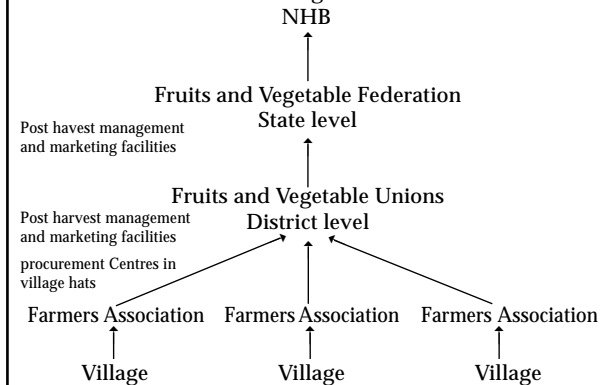 NHB
Fruits and Vegetable Federation
State level
Post havest management
and marketing facilities
Fruits and Vegetable Unions
District level
Post harvest management
and marketing facilities
procurement Centres in
village hats
Farmers Association Farmers Association Farmers Association
Village Village Village